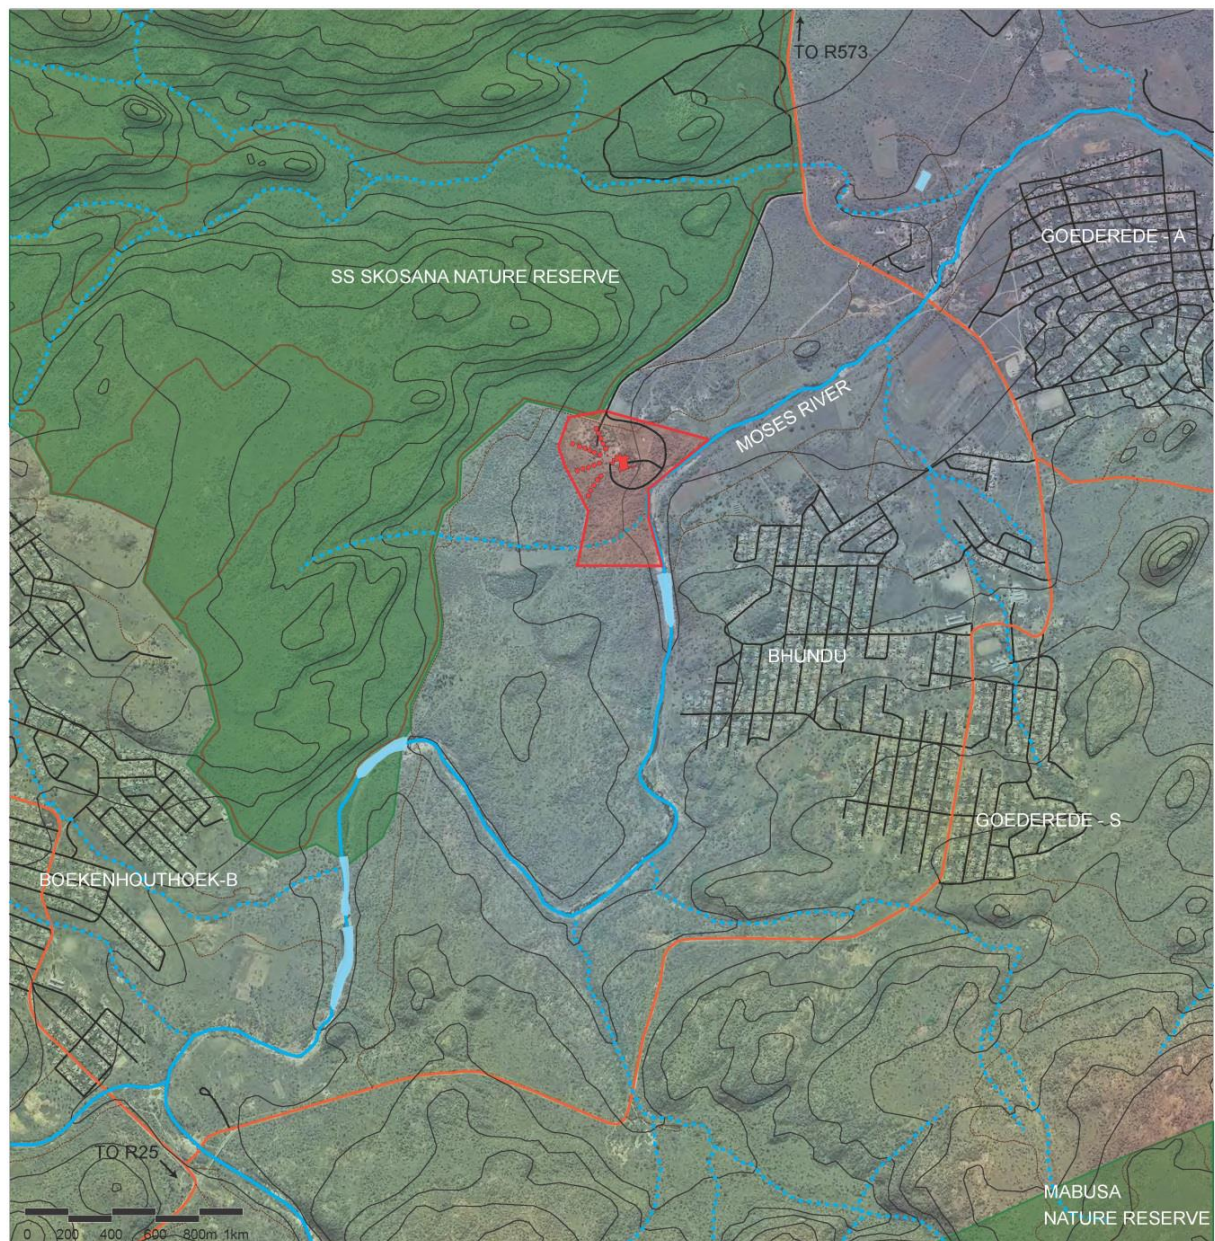 TO R573
GOEDEREDE - A
SS SKOSANA NATURE RESERVE
MOSES RIVER
BHUNDU
GOEDEREDE - S
BOEKENHOUTHOEK-B
TO R25
MABUSA
NATURE RESERVE
0 200 400 600 800m 1km